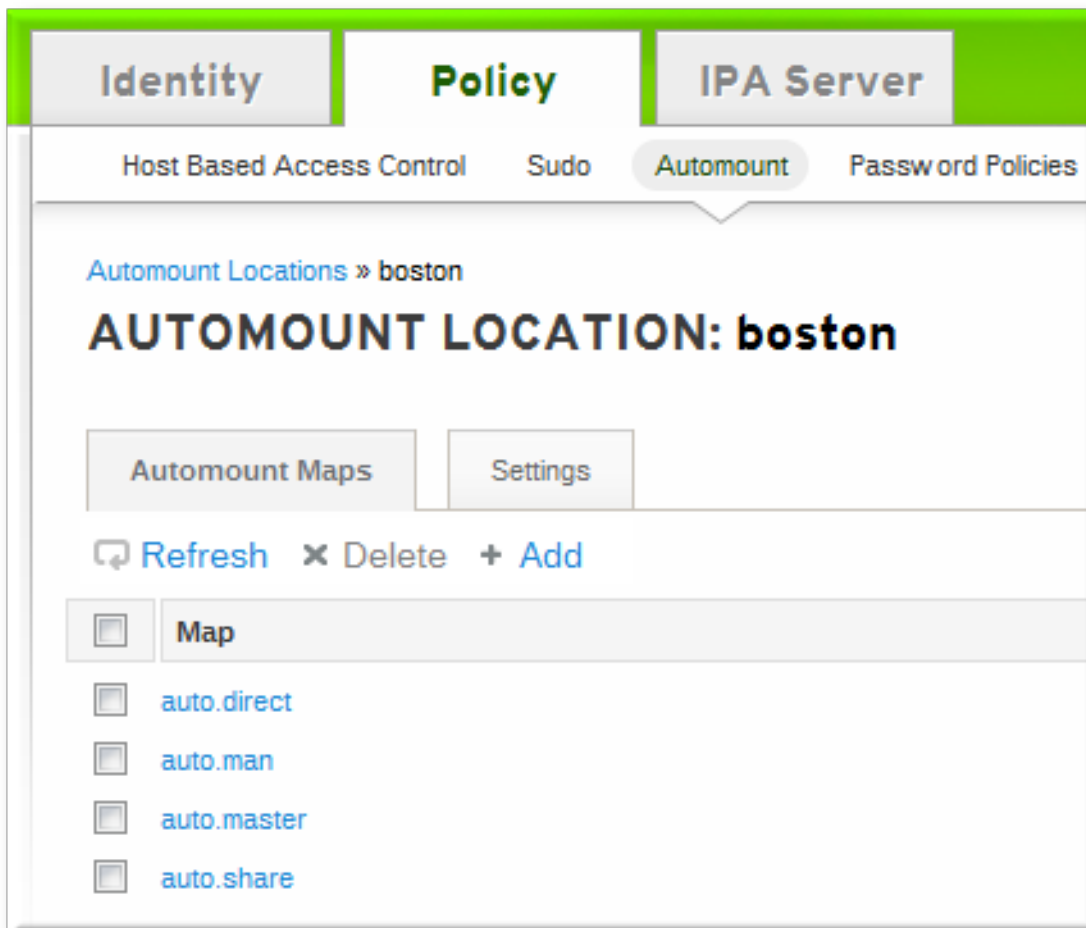 Identity Policy IPA Server
Host Based Access Control Sudo Automount Password Policies
Automount Locations » boston
AUTOMOUNT LOCATION: boston
Automount Maps Settings
Refresh Delete Add
Map
auto.direct
auto.man
auto.master
auto.share